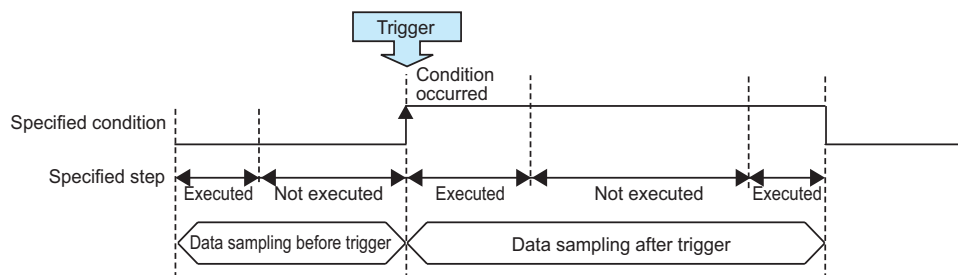 Trigger
Condition
occurred
Specified condition
Specified step
Executed
Not executed
Executed
Not executed
Executed
Data sampling before trigger
Data sampling after trigger